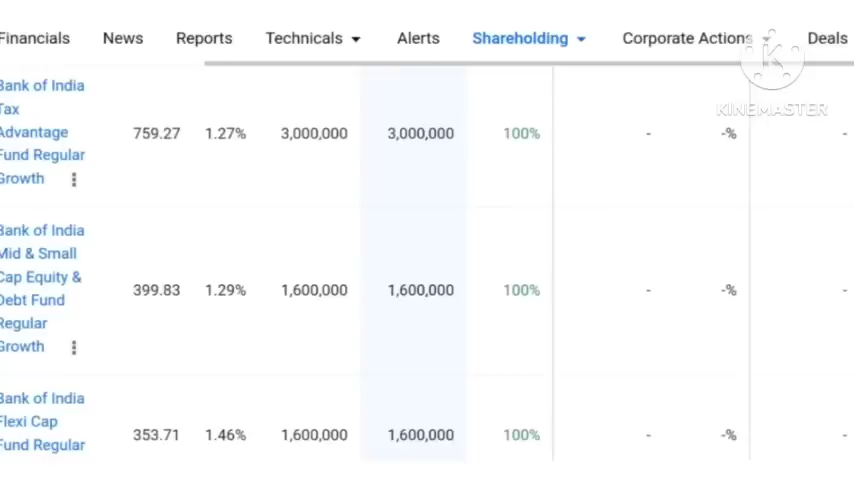 Financials News Reports Technicals Alerts Shareholding Corporate Actions Deals
KINEMASTER
Bank of India
Tax
Advantage
Fund Regular
Growth
759.27 1.27% 3,000,000 3,000,000 100% - -% -
Bank of India
Mid & Small
Cap Equity &
Debt Fund
Regular
Growth
399.83 1.29% 1,600,000 1,600,000 100% - -% -
Bank of India
Flexi Cap
Fund Regular
353.71 1.46% 1,600,000 1,600,000 100% - -% -